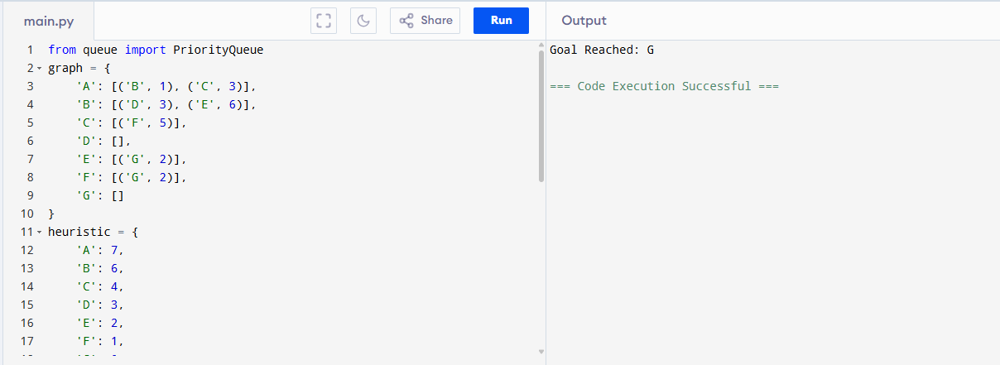 main.py
Share
Run
Output
1 from queue import PriorityQueue
2 graph = {
3 'A': [('B', 1), ('C', 3)],
4 'B': [('D', 3), ('E', 6)],
5 'C': [('F', 5)],
6 'D': [],
7 'E': [('G', 2)],
8 'F': [('G', 2)],
9 'G': []
10 }
11 heuristic = {
12 'A': 7,
13 'B': 6,
14 'C': 4,
15 'D': 3,
16 'E': 2,
17 'F': 1,
Goal Reached: G
=== Code Execution Successful ===